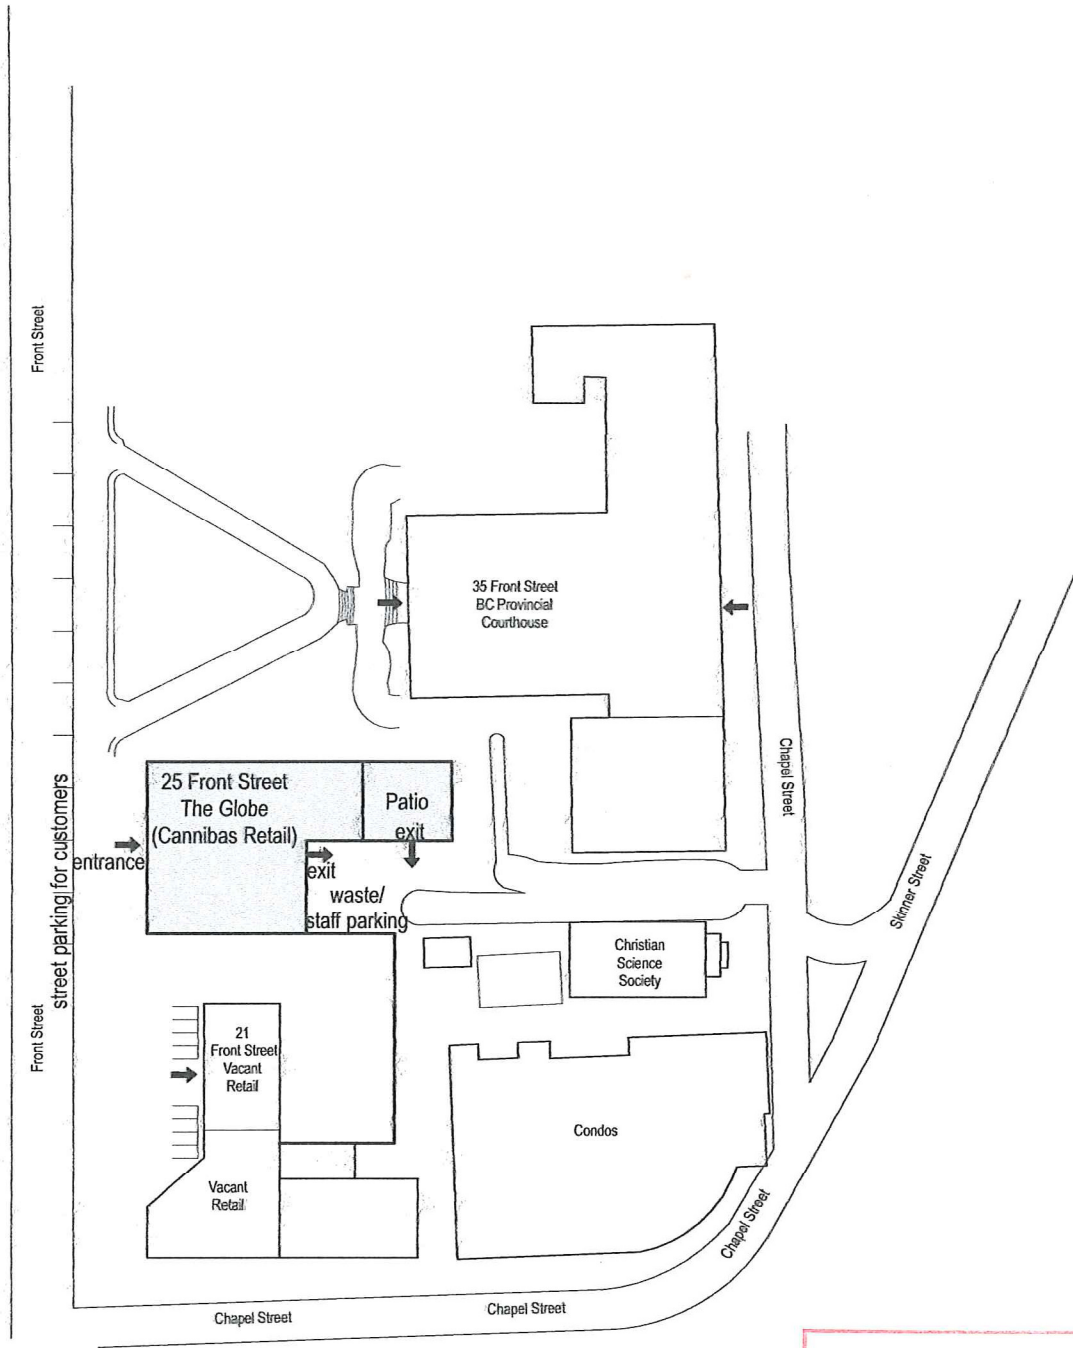 Front Street
35 Front Street
BC Provincial
Courthouse
Chapel Street
25 Front Street
The Globe
(Cannibas Retail)
Patio
exit
entrance
exit
waste/
staff parking
street parking for customers
Skinner Street
Christian
Science
Society
Front Street
21
Front Street
Vacant
Retail
Condos
Vacant
Retail
Chapel Street
Chapel Street
Chapel Street